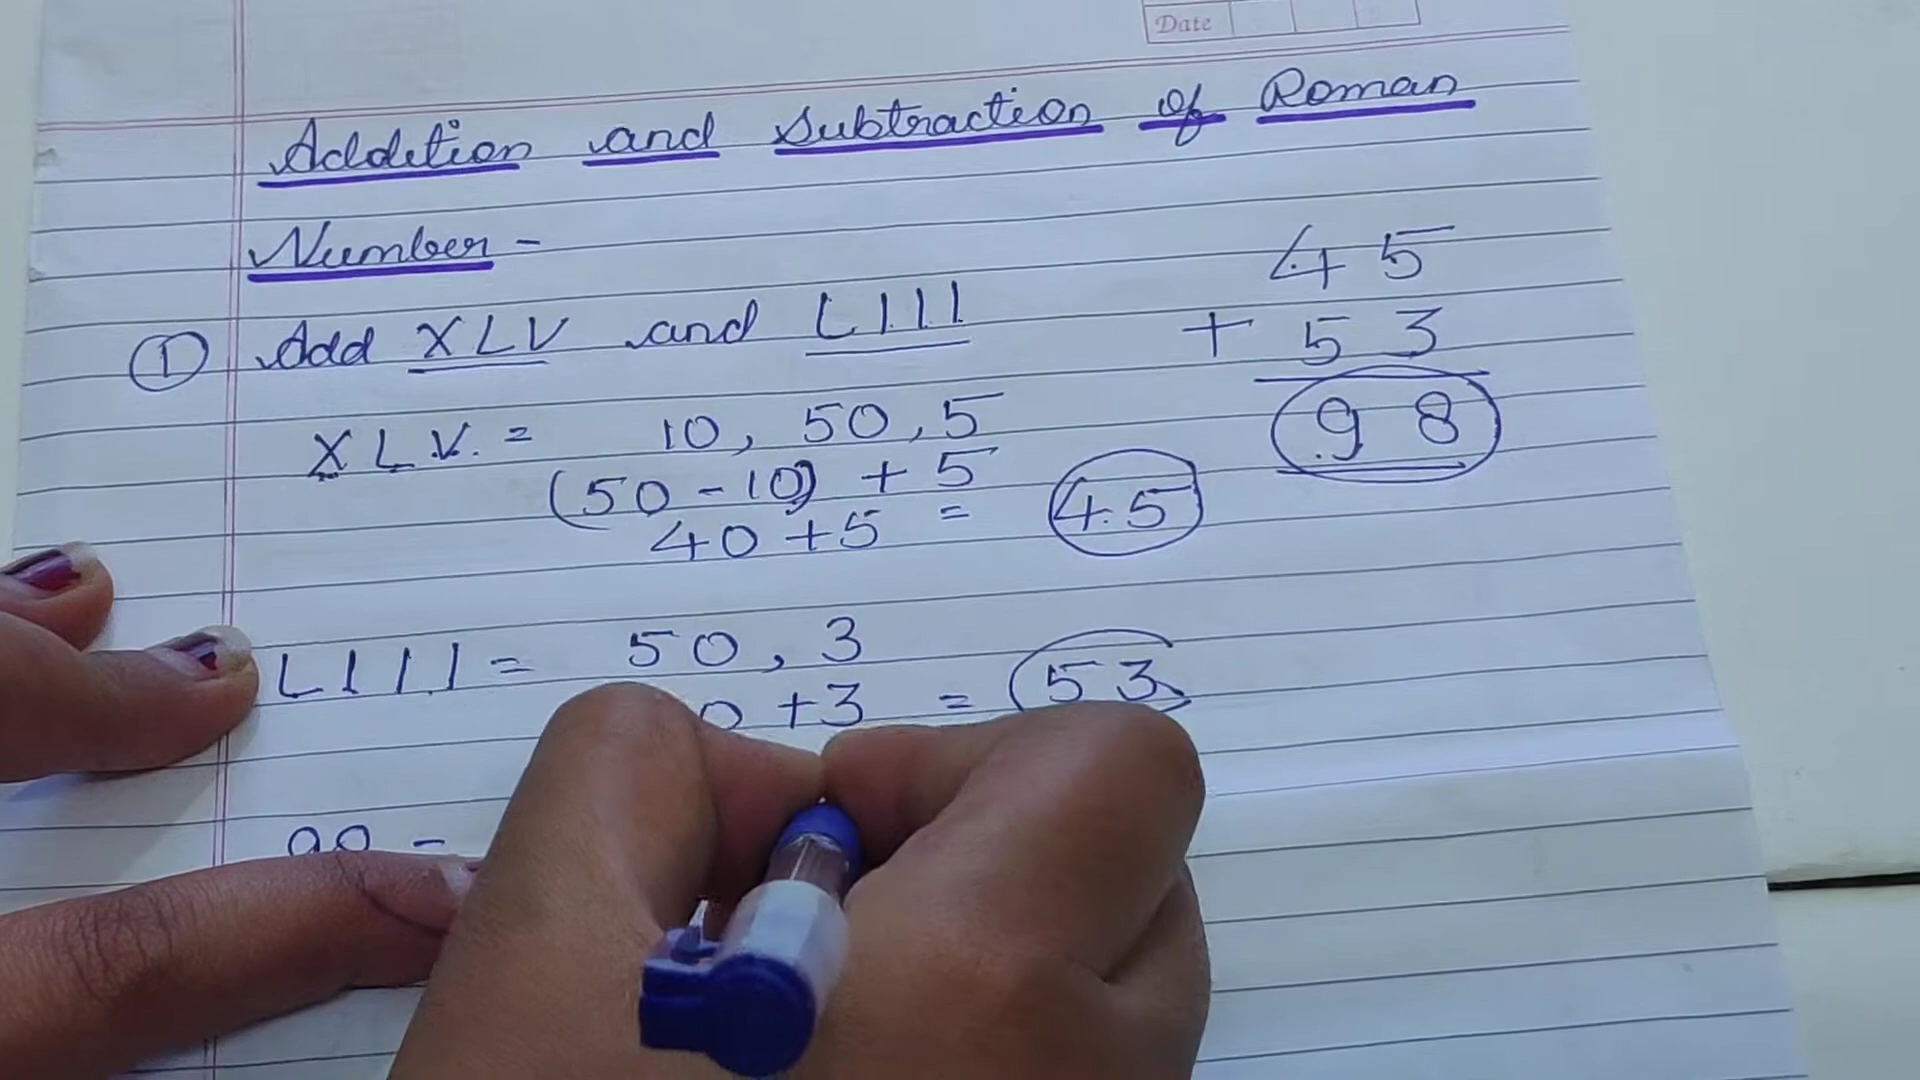 Date
Addition and Subtraction of Roman
Number -
① Add XLV and LIII
45
+ 53
98
XLV. = 10, 50, 5
(50 - 10) + 5
40 + 5 = 45
LIII = 50, 3
+3 = 53